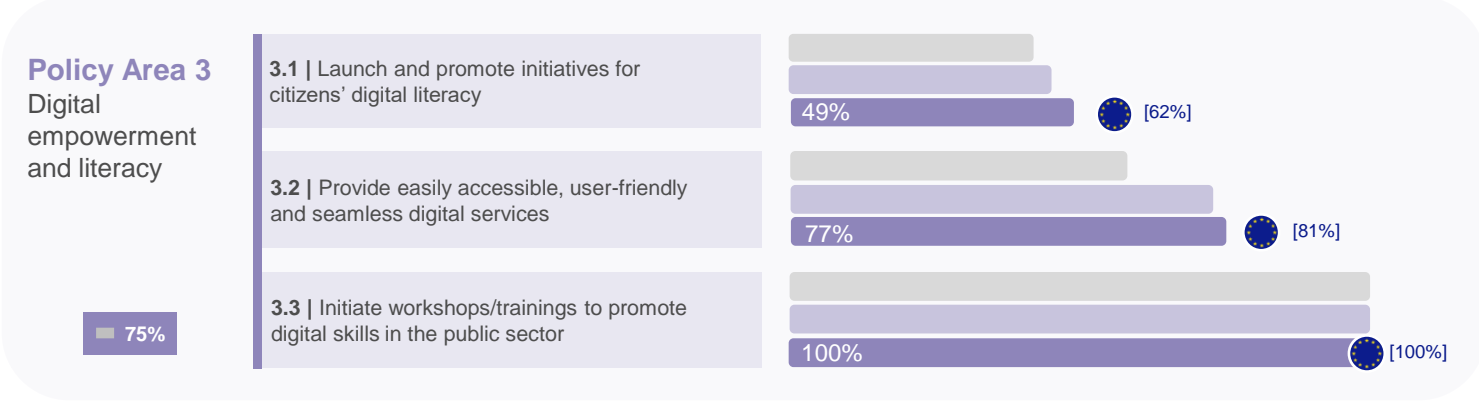 Policy Area 3
Digital
empowerment
and literacy
75%
3.1 | Launch and promote initiatives for
citizens’ digital literacy
49%
[62%]
3.2 | Provide easily accessible, user-friendly
and seamless digital services
77%
[81%]
3.3 | Initiate workshops/trainings to promote
digital skills in the public sector
100%
[100%]